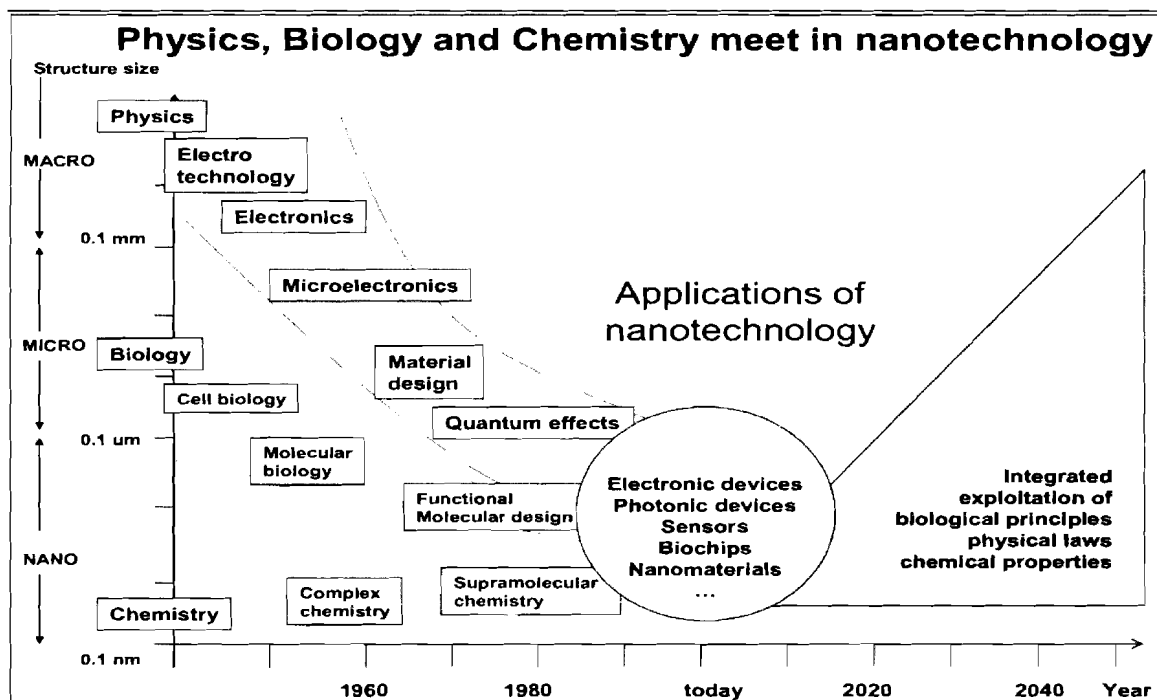 Physics, Biology and Chemistry meet in nanotechnology
Structure size
Physics
MACRO
Electro
technology
Electronics
0.1 mm
Microelectronics
Applications of
nanotechnology
MICRO
Biology
Material
design
Cell biology
Quantum effects
0.1 um
Molecular
biology
Functional
Molecular design
Electronic devices
Photonic devices
Sensors
Biochips
Nanomaterials
...
Integrated
exploitation of
biological principles
physical laws
chemical properties
NANO
Chemistry
Complex
chemistry
Supramolecular
chemistry
0.1 nm
1960 1980 today 2020 2040 Year